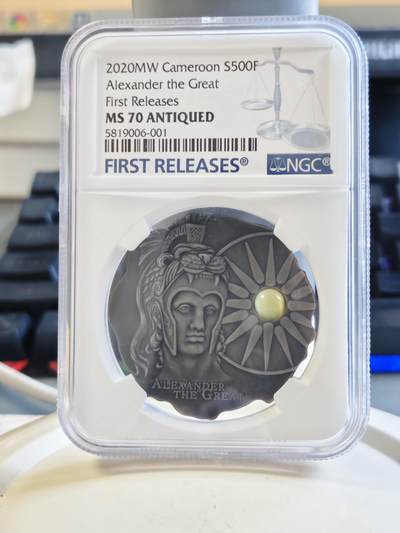 2020MW Cameroon S500F
Alexander the Great
First Releases
MS 70 ANTIQUED
5819006-001
FIRST RELEASES®
NGC®
ALEXANDER
THE GREAT